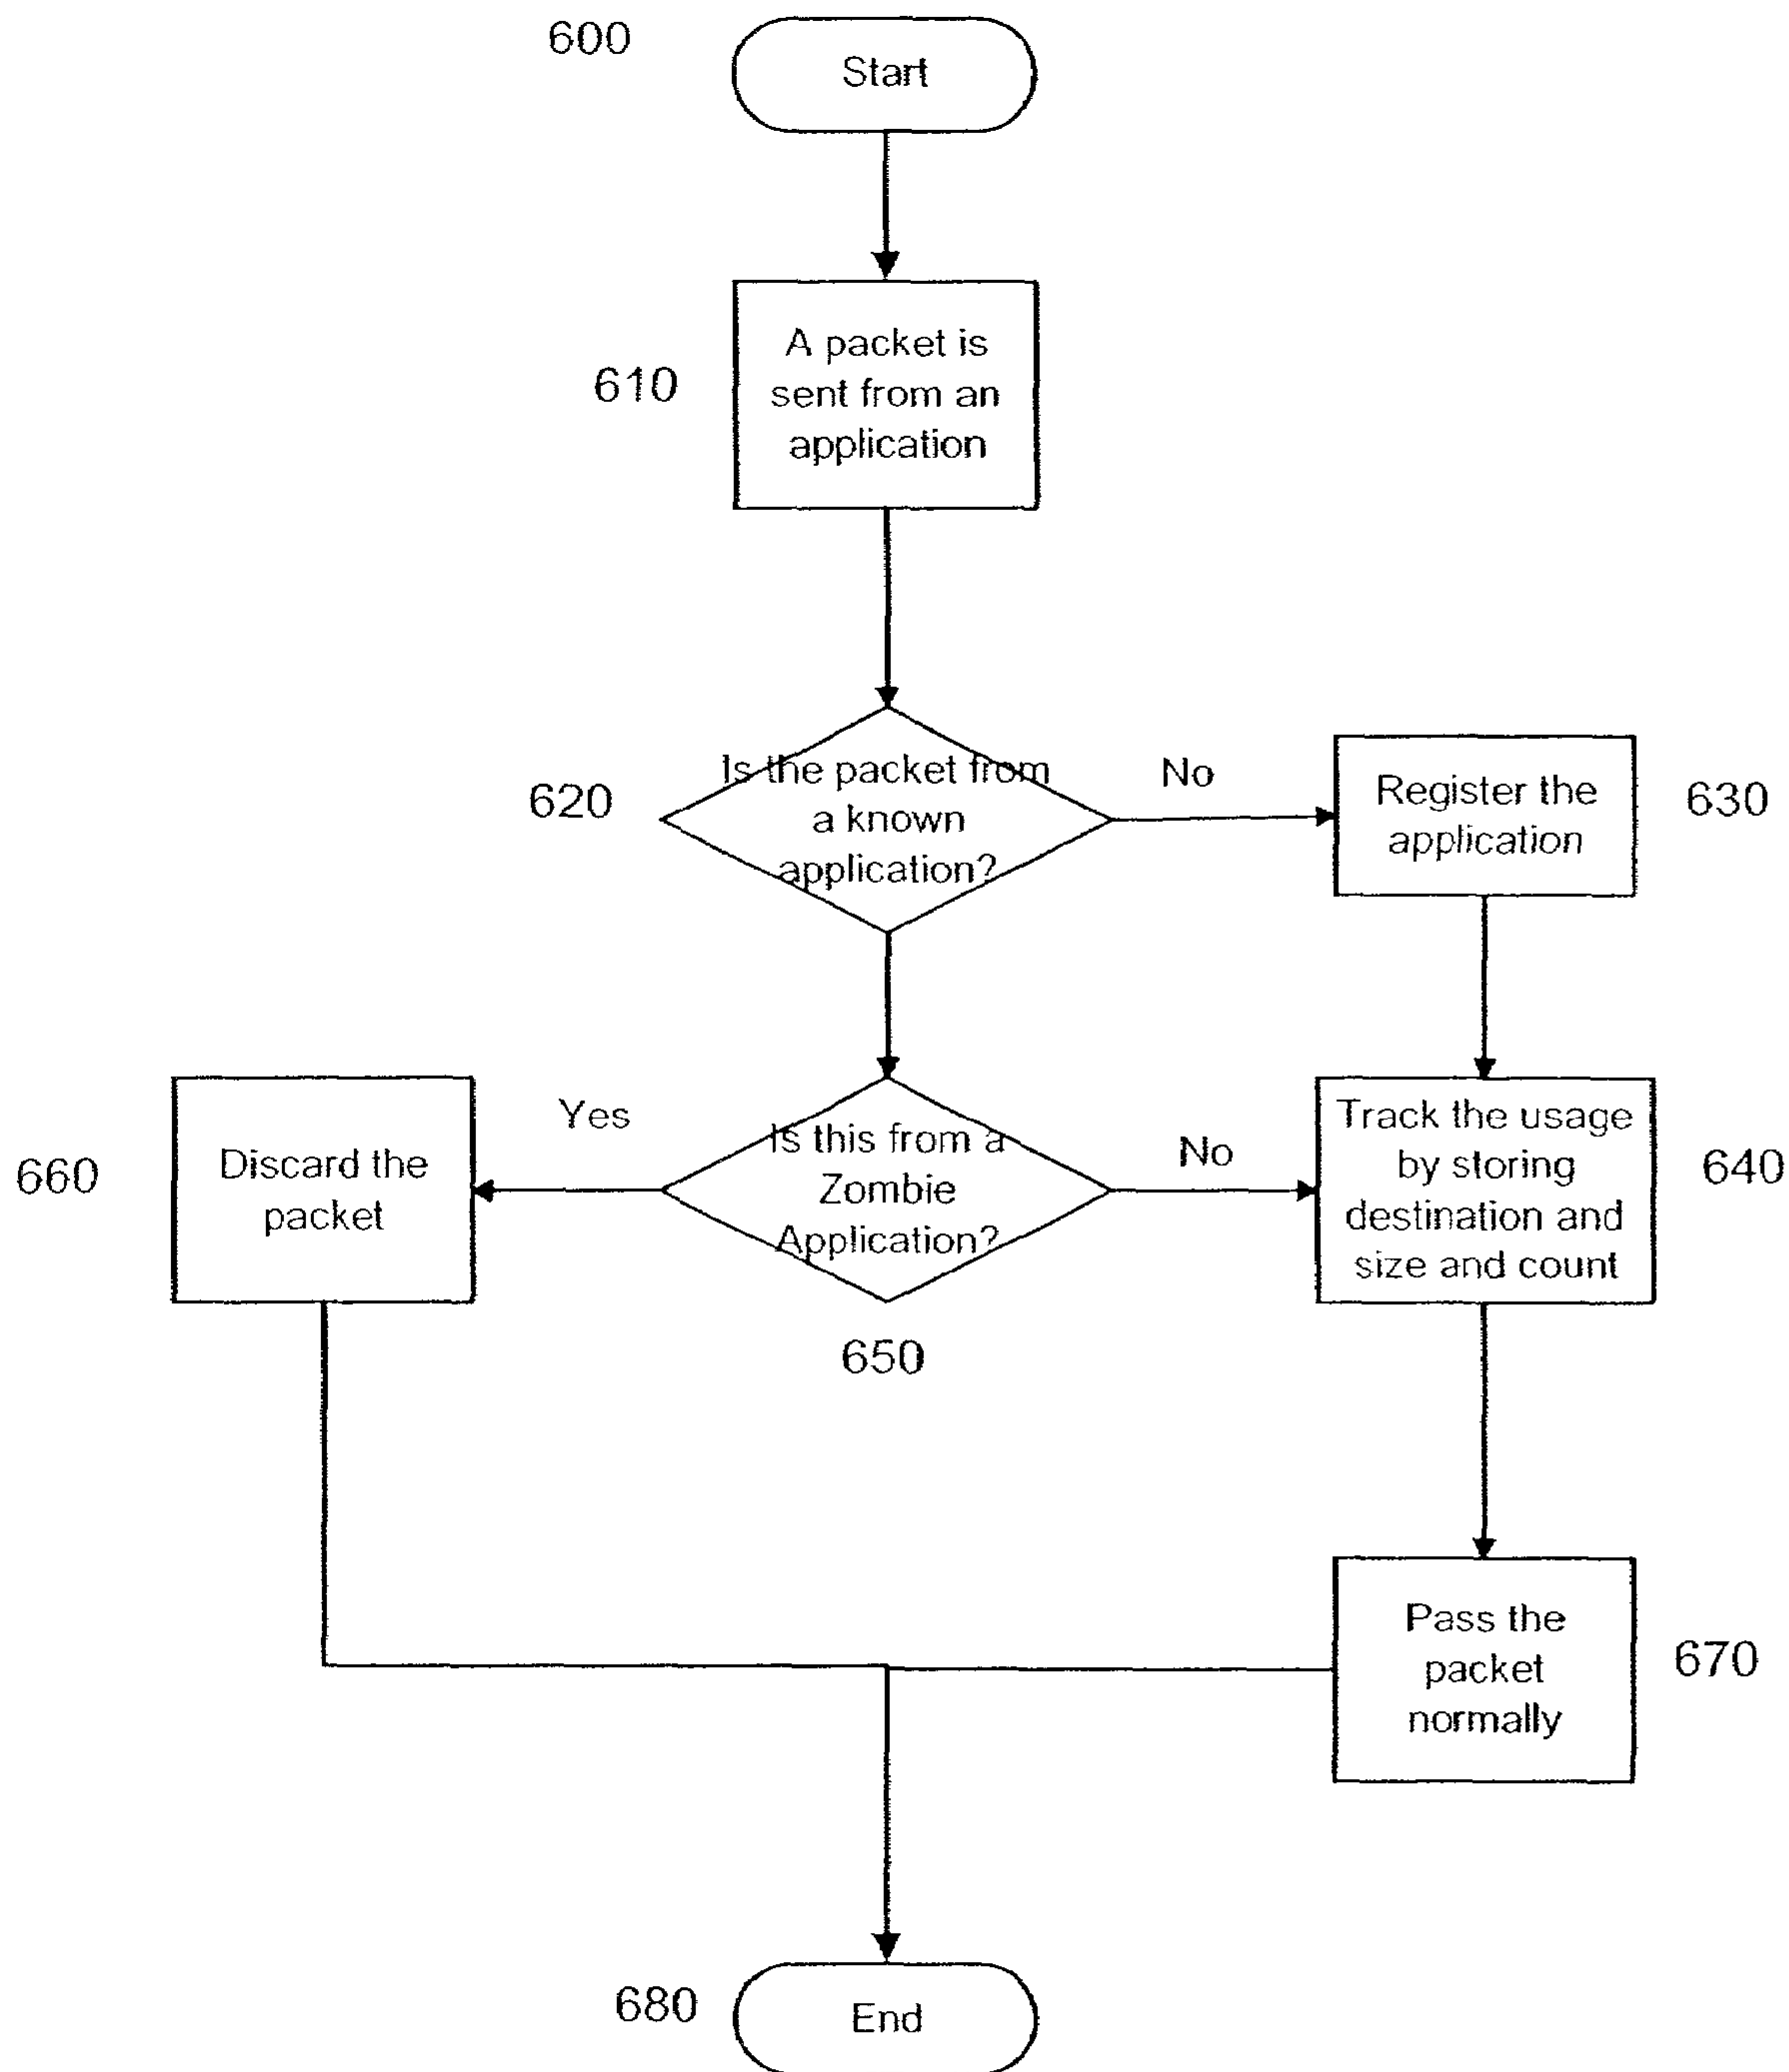 600
Start
610
A packet is
sent from an
application
620
Is the packet from
a known
application?
No
Register the
application
630
660
Discard the
packet
Yes
Is this from a
Zombie
Application?
650
No
Track the usage
by storing
destination and
size and count
640
Pass the
packet
normally
670
680
End